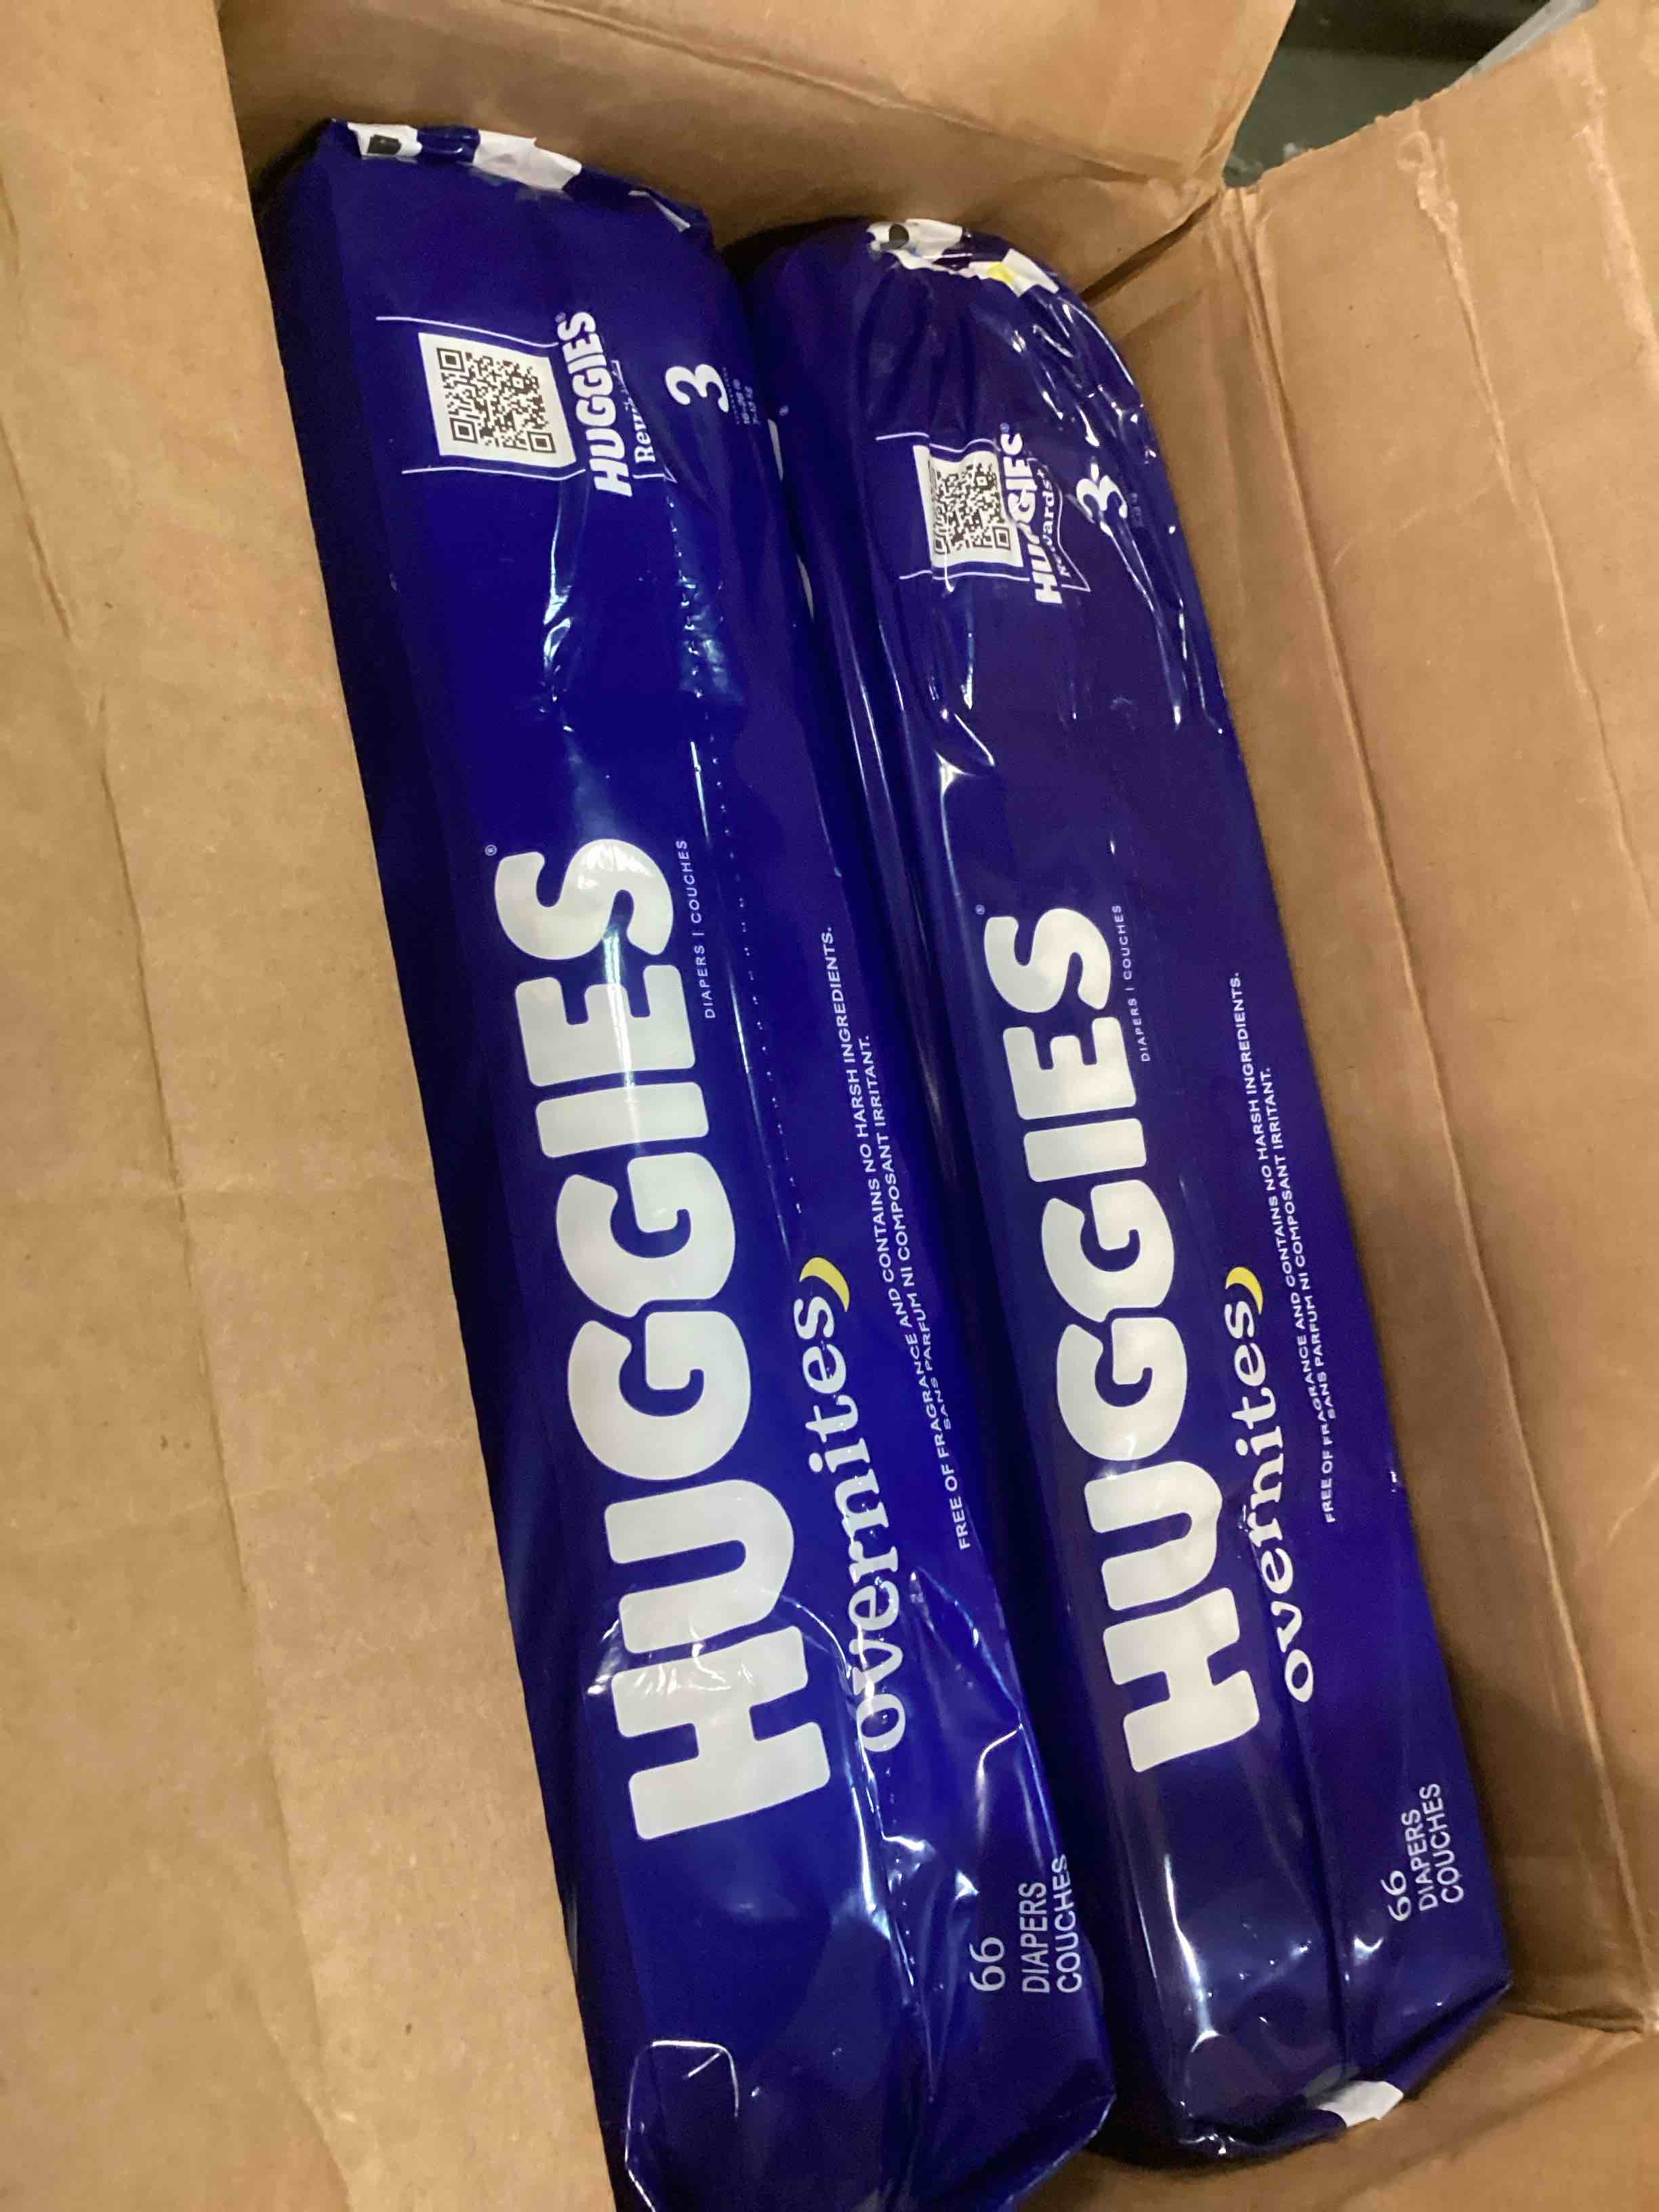 HUGGIES®
DIAPERS | COUCHES
overnites
FREE OF FRAGRANCE AND CONTAINS NO HARSH INGREDIENTS.
SANS PARFUM NI COMPOSANT IRRITANT.
66
DIAPERS
COUCHES
HUGGIES®
3
HUGGIES®
DIAPERS | COUCHES
overnites
FREE OF FRAGRANCE AND CONTAINS NO HARSH INGREDIENTS.
SANS PARFUM NI COMPOSANT IRRITANT.
66
DIAPERS
COUCHES
HUGGIES®
Rewards+
3